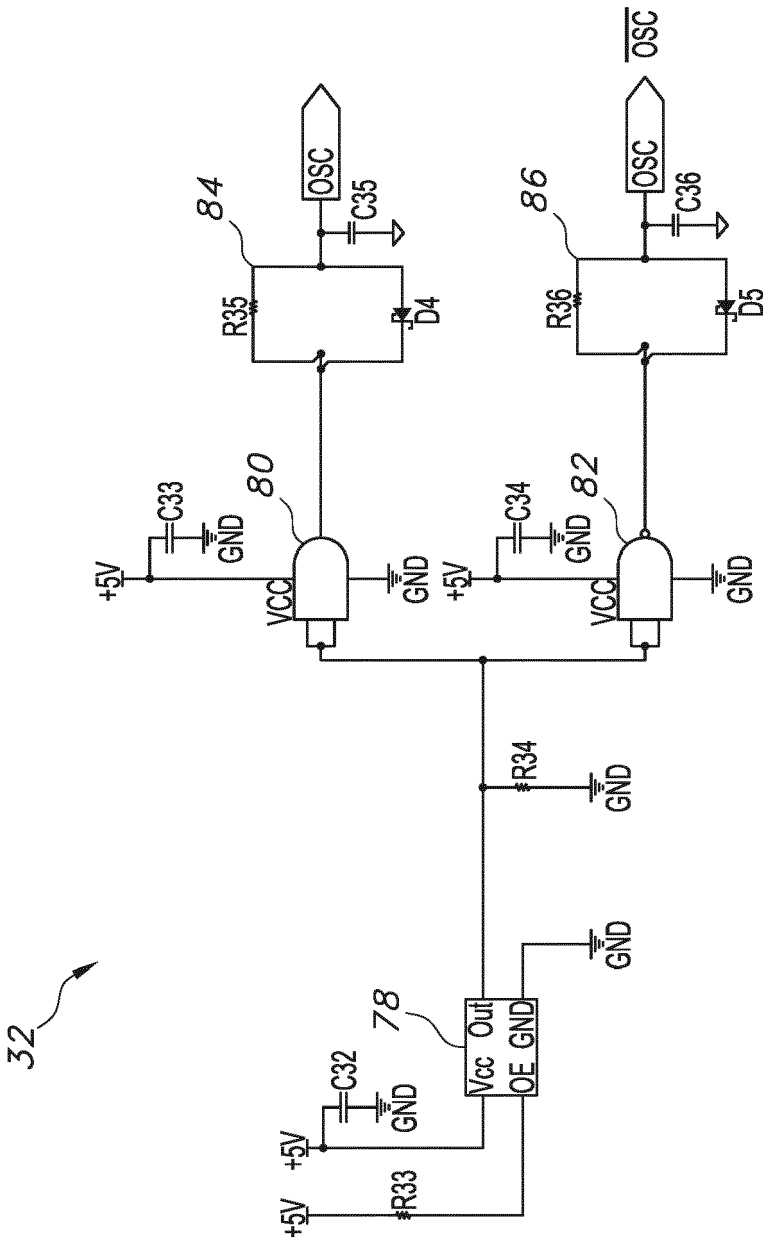 32
+5V
R33
+5V
C32
GND
78
Vcc
Out
OE
GND
GND
R34
GND
+5V
C33
GND
VCC
80
GND
R35
84
D4
C35
OSC
+5V
C34
GND
VCC
82
GND
R36
86
D5
C36
OSC
OSC